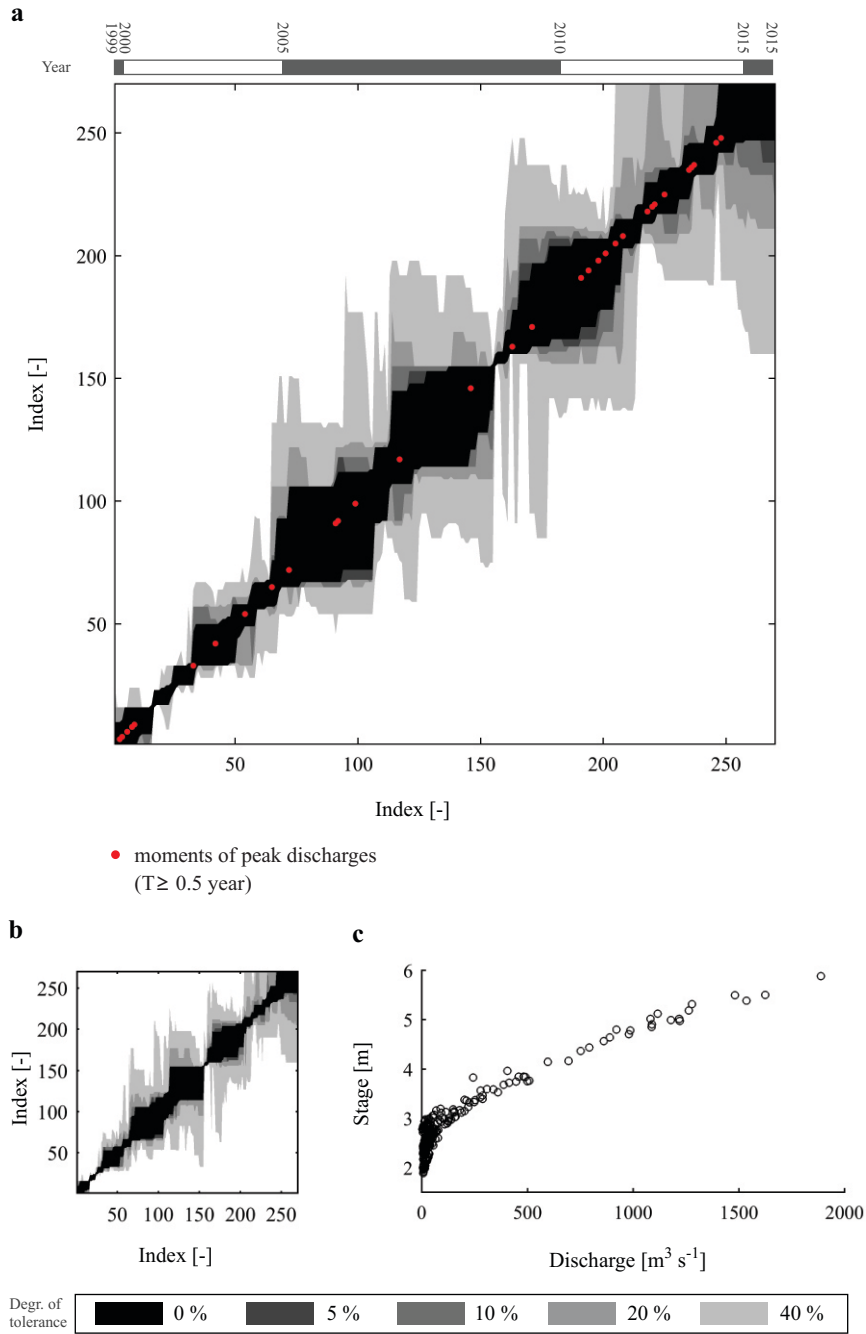 a
1999 2000 2005 2010 2015 2015
Year
250
200
150
100
50
Index [-]
50 100 150 200 250
Index [-]
moments of peak discharges
(T≥ 0.5 year)
b
250
200
150
100
50
Index [-]
50 100 150 200 250
Index [-]
c
6
5
4
3
2
Stage [m]
0 500 1000 1500 2000
Discharge [m³ s⁻¹]
Degr. of
tolerance
0 % 5 % 10 % 20 % 40 %